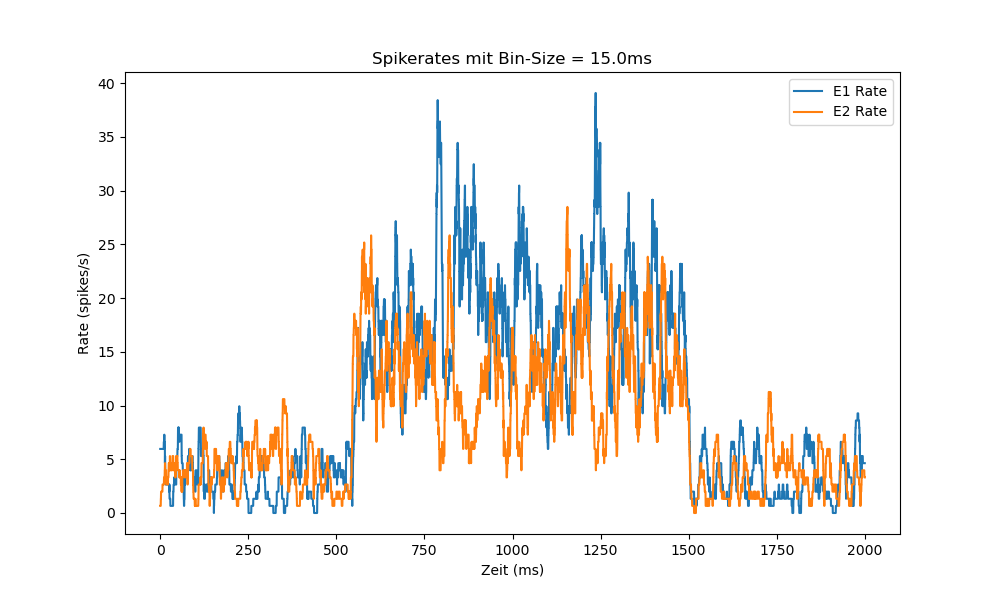 Spikerates mit Bin-Size = 15.0ms
E1 Rate
E2 Rate
Rate (spikes/s)
40
35
30
25
20
15
10
5
0
0 250 500 750 1000 1250 1500 1750 2000
Zeit (ms)